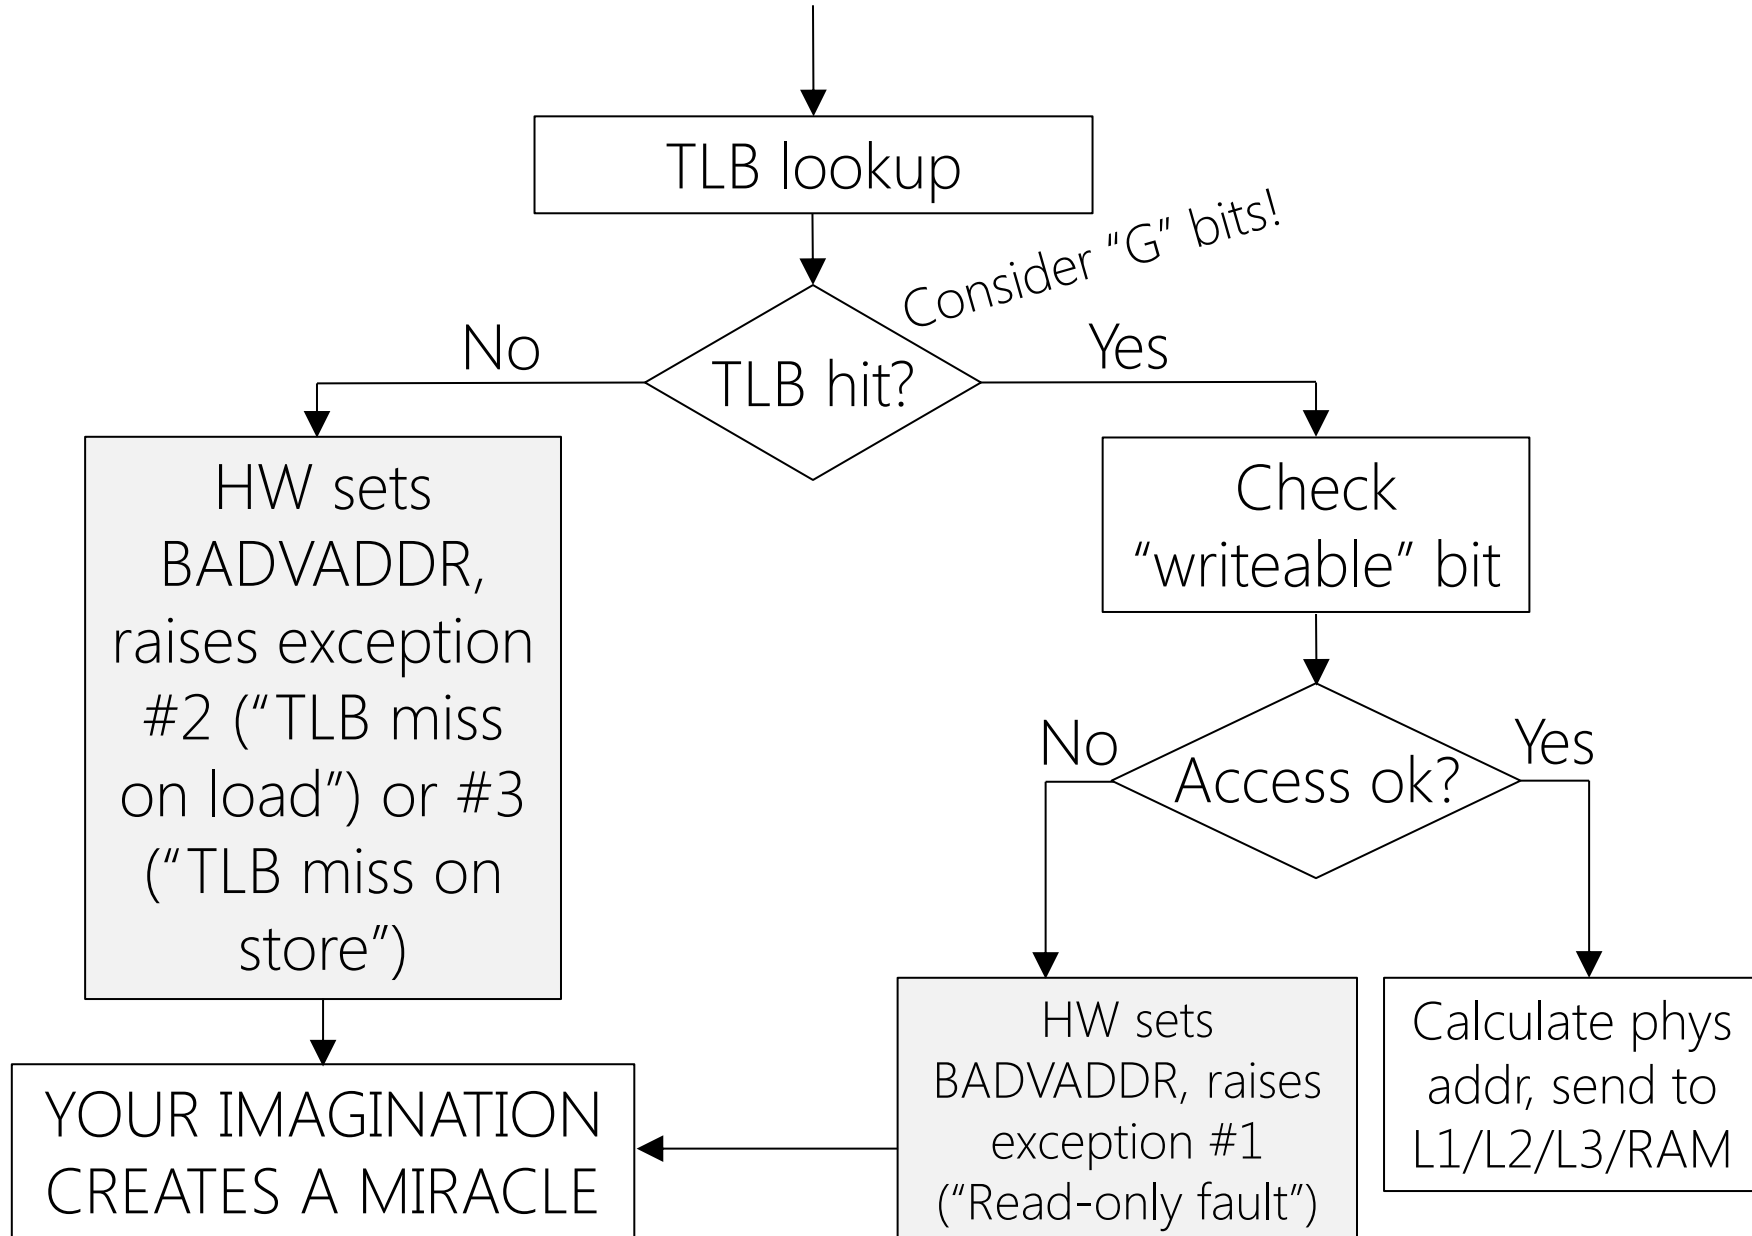 TLB lookup
Consider “G” bits!
No
TLB hit?
Yes
HW sets
BADVADDR,
raises exception
#2 (“TLB miss
on load”) or #3
(“TLB miss on
store”)
Check
“writeable” bit
No
Access ok?
Yes
YOUR IMAGINATION
CREATES A MIRACLE
HW sets
BADVADDR, raises
exception #1
(“Read-only fault”)
Calculate phys
addr, send to
L1/L2/L3/RAM